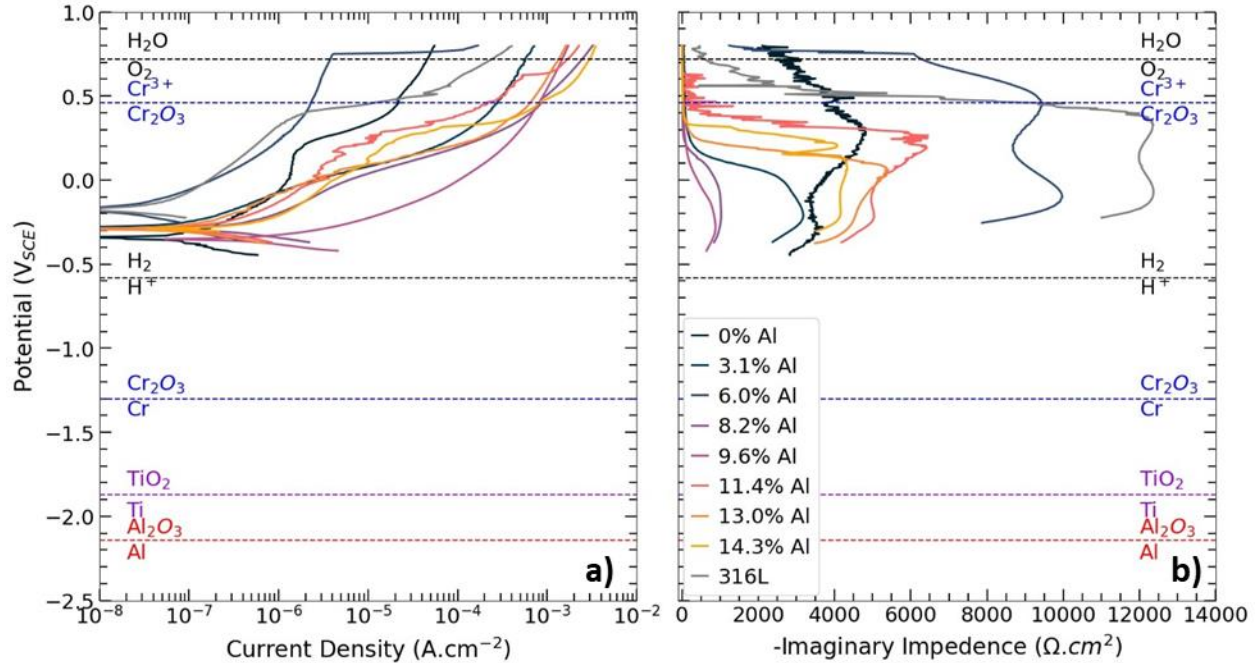 1.0
0.5
0.0
−0.5
−1.0
−1.5
−2.0
−2.5
Potential (V_SCE)
H₂O
O₂
Cr³⁺
Cr₂O₃
H₂
H⁺
Cr₂O₃
Cr
TiO₂
Ti
Al₂O₃
Al
a)
10⁻⁸ 10⁻⁷ 10⁻⁶ 10⁻⁵ 10⁻⁴ 10⁻³ 10⁻²
Current Density (A.cm⁻²)
H₂O
O₂
Cr³⁺
Cr₂O₃
H₂
H⁺
0% Al
3.1% Al
6.0% Al
8.2% Al
9.6% Al
11.4% Al
13.0% Al
14.3% Al
316L
Cr₂O₃
Cr
TiO₂
Ti
Al₂O₃
Al
b)
0 2000 4000 6000 8000 10000 12000 14000
-Imaginary Impedence (Ω.cm²)